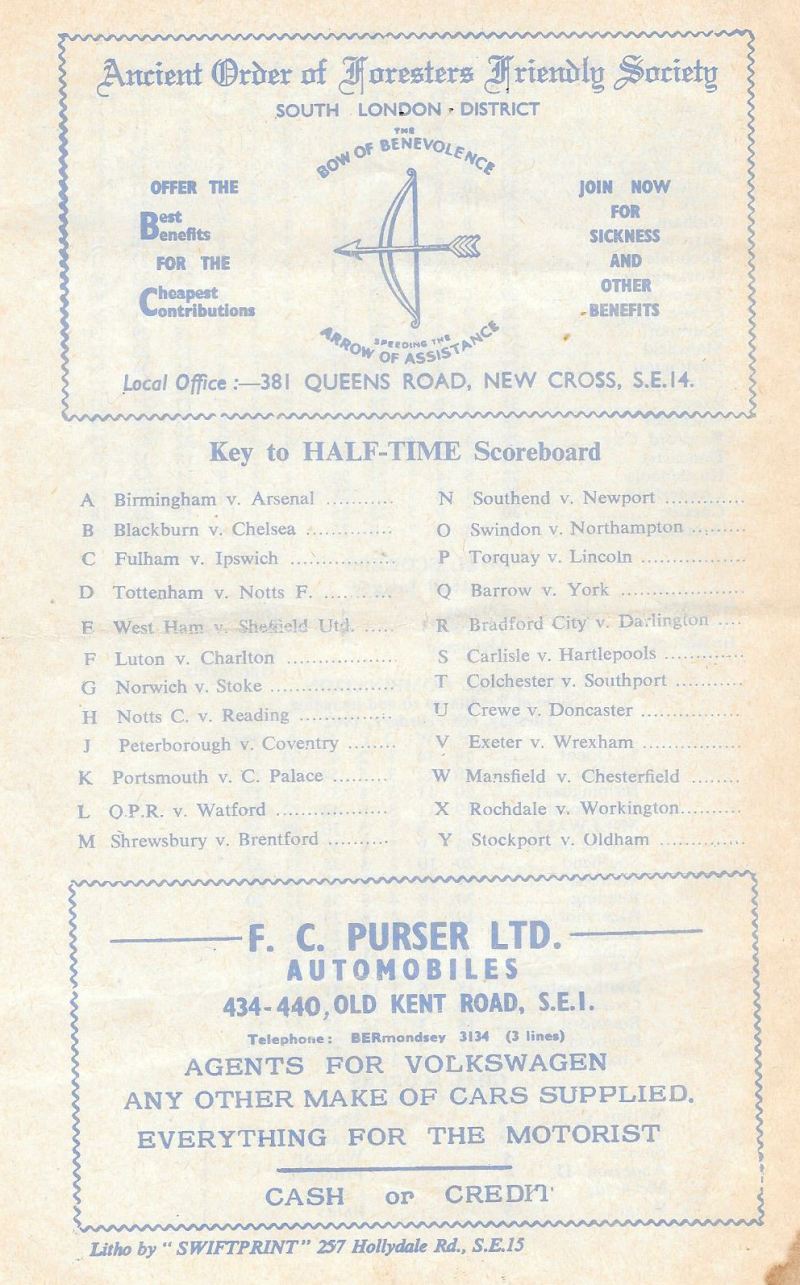 Ancient Order of Foresters Friendly Society
SOUTH LONDON - DISTRICT
THE
BOW OF BENEVOLENCE
OFFER THE
Best
Benefits
FOR THE
Cheapest
Contributions
JOIN NOW
FOR
SICKNESS
AND
OTHER
BENEFITS
SPEEDING THE
ARROW OF ASSISTANCE
Local Office :—381 QUEENS ROAD, NEW CROSS, S.E.14.
Key to HALF-TIME Scoreboard
A Birmingham v. Arsenal ...........
B Blackburn v. Chelsea .............
C Fulham v. Ipswich ................
D Tottenham v. Notts F. ..........
E West Ham v. Sheffield Utd. .....
F Luton v. Charlton .................
G Norwich v. Stoke ...................
H Notts C. v. Reading ..............
J Peterborough v. Coventry ........
K Portsmouth v. C. Palace .........
L Q.P.R. v. Watford .................
M Shrewsbury v. Brentford ..........
N Southend v. Newport .............
O Swindon v. Northampton .........
P Torquay v. Lincoln ................
Q Barrow v. York ....................
R Bradford City v. Darlington ....
S Carlisle v. Hartlepools .............
T Colchester v. Southport ...........
U Crewe v. Doncaster ................
V Exeter v. Wrexham ................
W Mansfield v. Chesterfield ........
X Rochdale v. Workington..........
Y Stockport v. Oldham ..............
F. C. PURSER LTD.
AUTOMOBILES
434-440, OLD KENT ROAD, S.E.I.
Telephone: BERmondsey 3134 (3 lines)
AGENTS FOR VOLKSWAGEN
ANY OTHER MAKE OF CARS SUPPLIED.
EVERYTHING FOR THE MOTORIST
CASH or CREDIT
Litho by "SWIFTPRINT" 257 Hollydale Rd., S.E.15